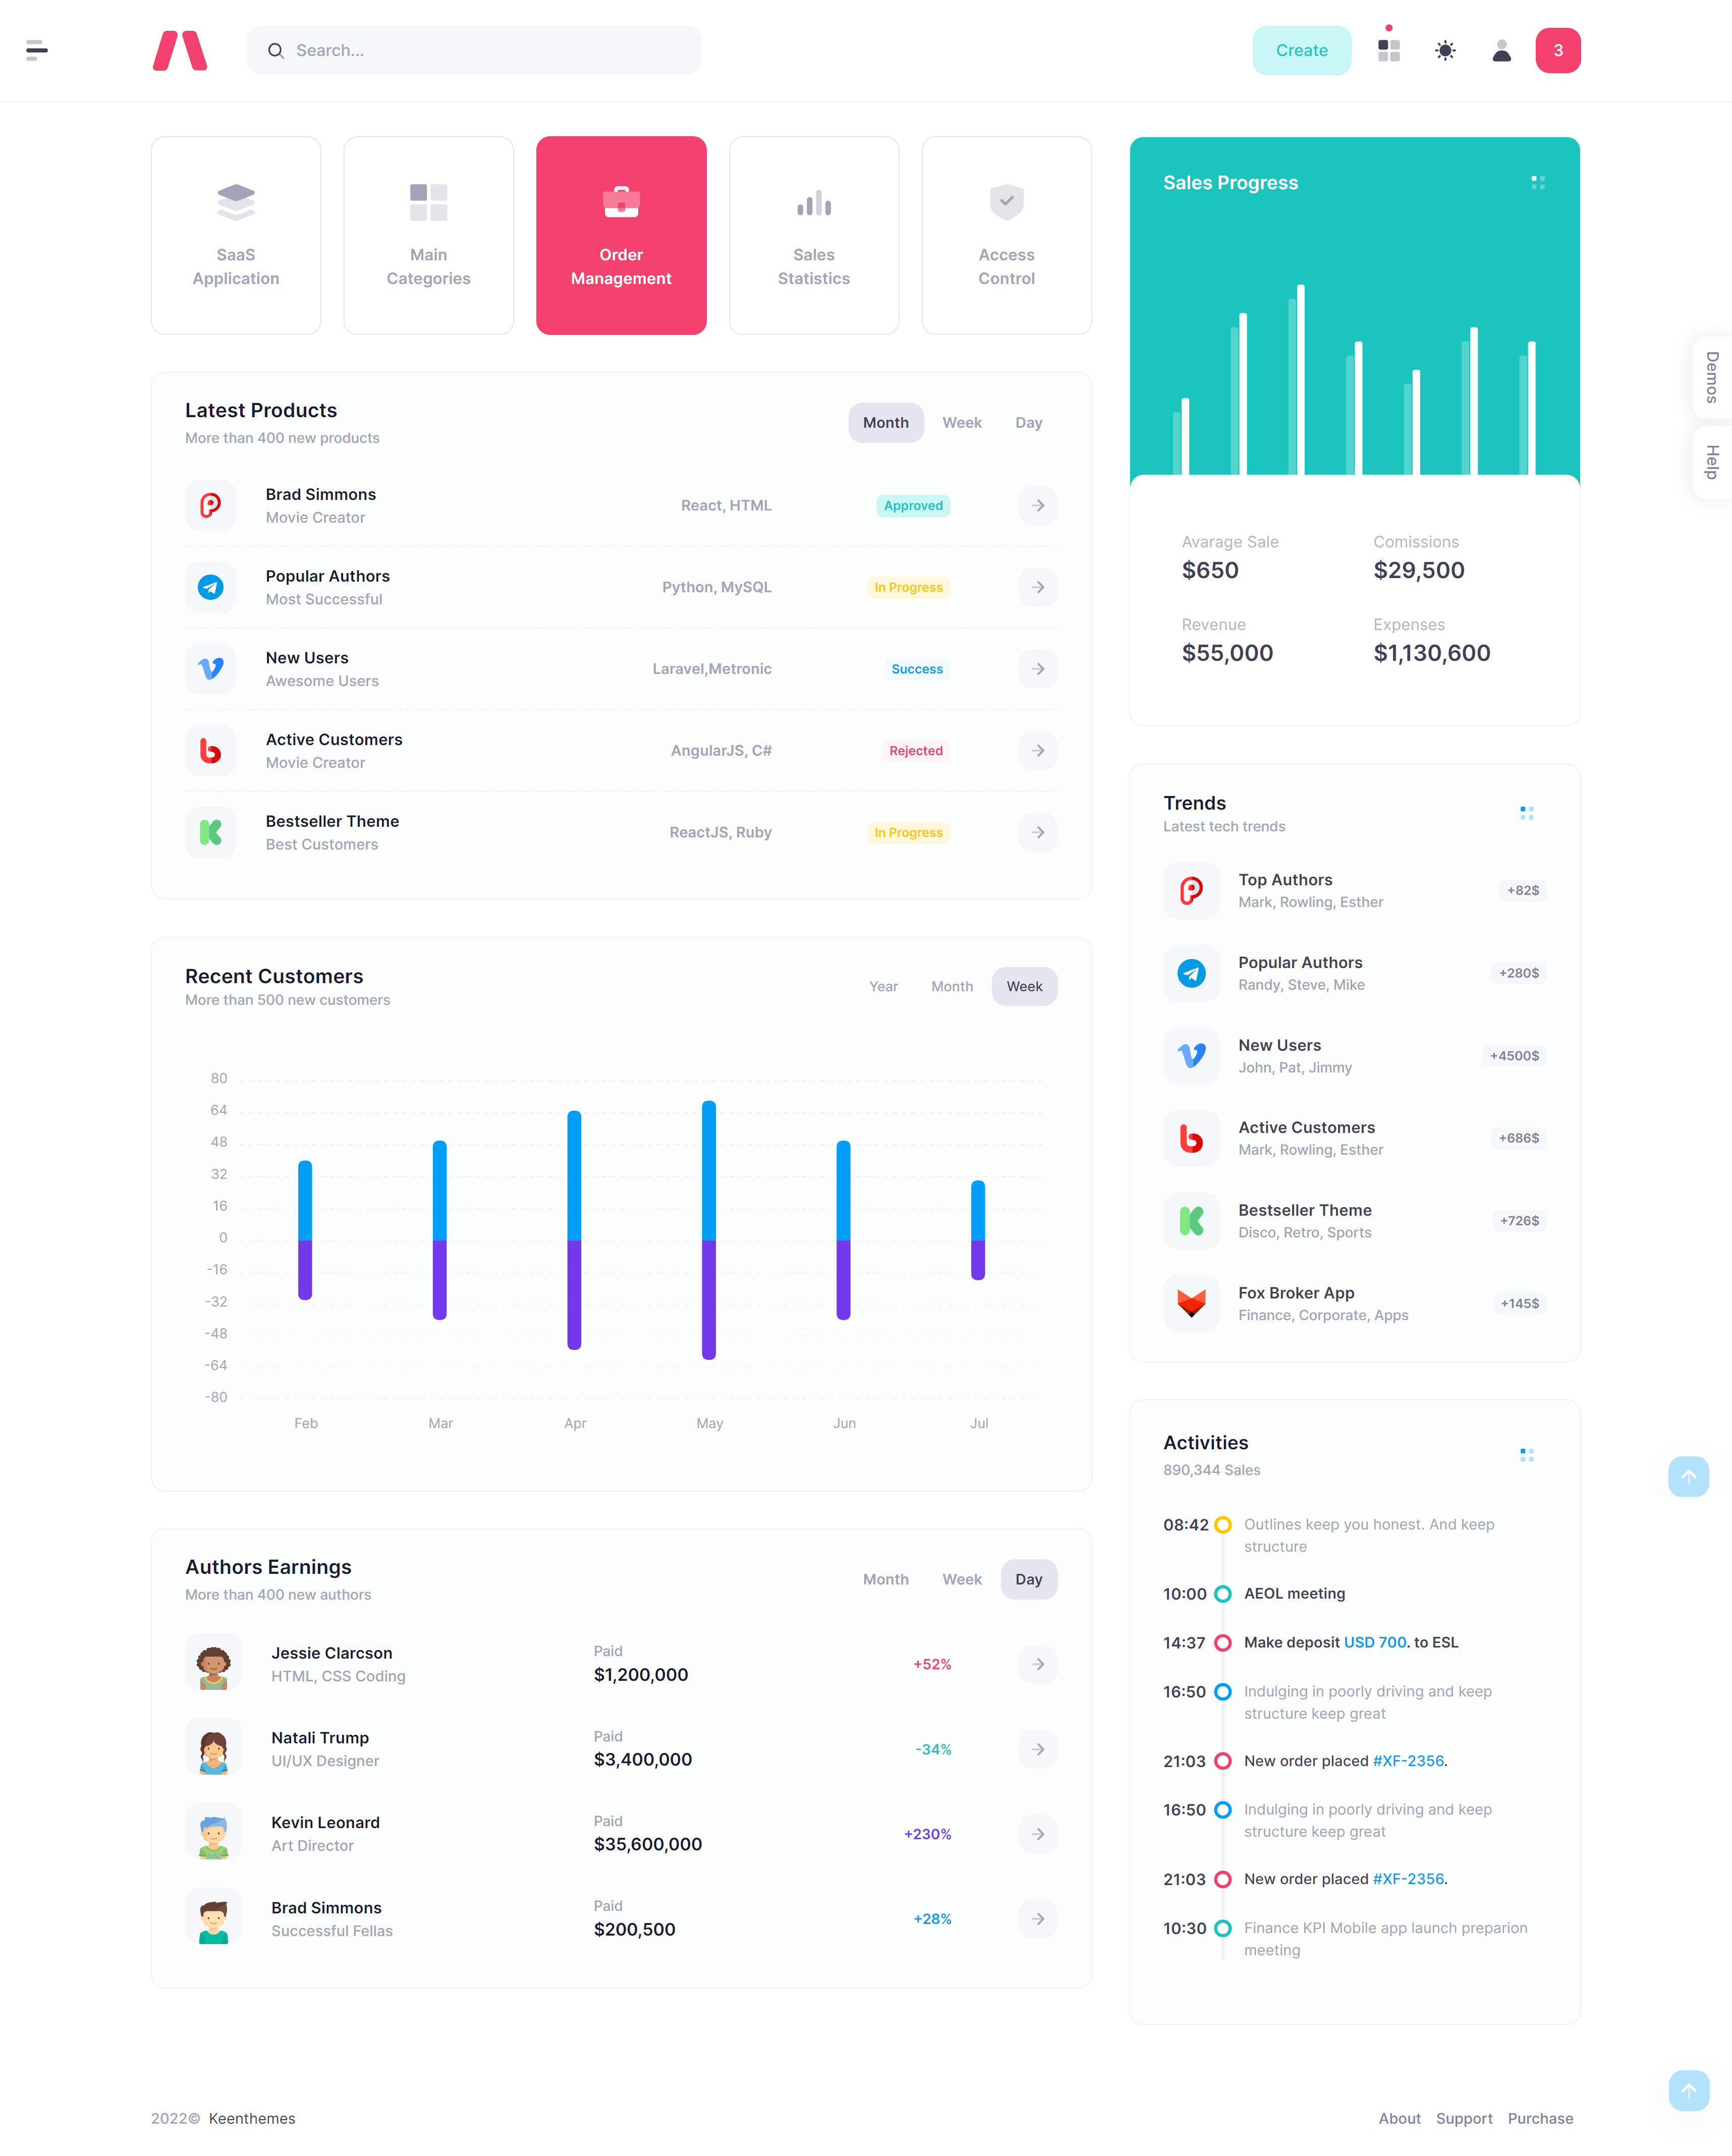 Search...
Create
3
SaaS
Application
Main
Categories
Order
Management
Sales
Statistics
Access
Control
Latest Products
More than 400 new products
Month
Week
Day
Brad Simmons
Movie Creator
React, HTML
Approved
Popular Authors
Most Successful
Python, MySQL
In Progress
New Users
Awesome Users
Laravel,Metronic
Success
Active Customers
Movie Creator
AngularJS, C#
Rejected
Bestseller Theme
Best Customers
ReactJS, Ruby
In Progress
Recent Customers
More than 500 new customers
Year
Month
Week
80
64
48
32
16
0
-16
-32
-48
-64
-80
Feb
Mar
Apr
May
Jun
Jul
Authors Earnings
More than 400 new authors
Month
Week
Day
Jessie Clarcson
HTML, CSS Coding
Paid
$1,200,000
+52%
Natali Trump
UI/UX Designer
Paid
$3,400,000
-34%
Kevin Leonard
Art Director
Paid
$35,600,000
+230%
Brad Simmons
Successful Fellas
Paid
$200,500
+28%
Sales Progress
Avarage Sale
$650
Comissions
$29,500
Revenue
$55,000
Expenses
$1,130,600
Trends
Latest tech trends
Top Authors
Mark, Rowling, Esther
+82$
Popular Authors
Randy, Steve, Mike
+280$
New Users
John, Pat, Jimmy
+4500$
Active Customers
Mark, Rowling, Esther
+686$
Bestseller Theme
Disco, Retro, Sports
+726$
Fox Broker App
Finance, Corporate, Apps
+145$
Activities
890,344 Sales
08:42
Outlines keep you honest. And keep
structure
10:00
AEOL meeting
14:37
Make deposit USD 700. to ESL
16:50
Indulging in poorly driving and keep
structure keep great
21:03
New order placed #XF-2356.
16:50
Indulging in poorly driving and keep
structure keep great
21:03
New order placed #XF-2356.
10:30
Finance KPI Mobile app launch preparion
meeting
Demos
Help
2022© Keenthemes
About
Support
Purchase